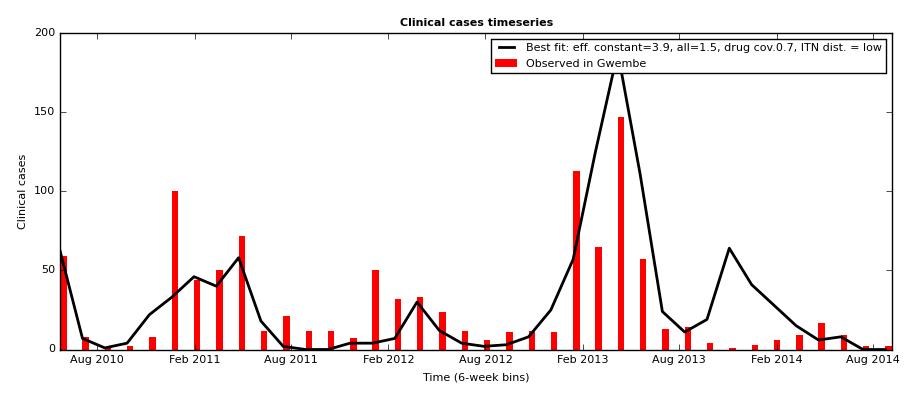 Clinical cases timeseries
Best fit: eff. constant=3.9, all=1.5, drug cov.0.7, ITN dist. = low
Observed in Gwembe
200
150
100
50
0
Clinical cases
Aug 2010 Feb 2011 Aug 2011 Feb 2012 Aug 2012 Feb 2013 Aug 2013 Feb 2014 Aug 2014
Time (6-week bins)